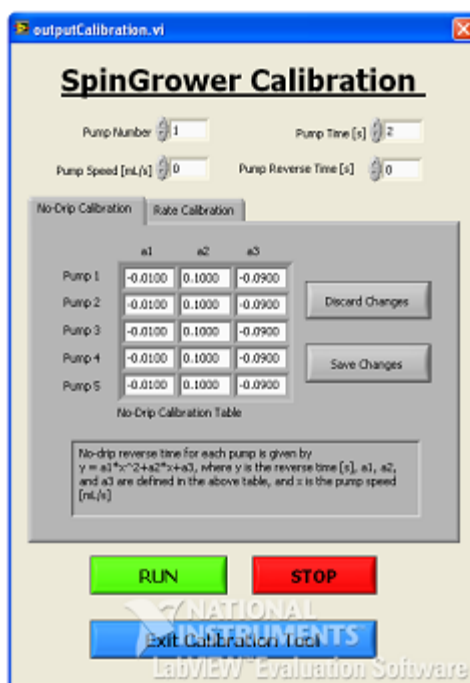 outputCalibration.vi
SpinGrower Calibration
Pump Number 1 Pump Time [s] 2
Pump Speed [mL/s] 0 Pump Reverse Time [s] 0
No-Drip Calibration Rate Calibration
a1 a2 a3
Pump 1 -0.0100 0.1000 -0.0900
Pump 2 -0.0100 0.1000 -0.0900
Discard Changes
Pump 3 -0.0100 0.1000 -0.0900
Pump 4 -0.0100 0.1000 -0.0900
Save Changes
Pump 5 -0.0100 0.1000 -0.0900
No-Drip Calibration Table
No-drip reverse time for each pump is given by
y = a1*x^2+a2*x+a3, where y is the reverse time [s], a1, a2,
and a3 are defined in the above table, and x is the pump speed
[mL/s]
RUN STOP
NATIONAL
INSTRUMENTS
Exit Calibration Tool
LabVIEW™ Evaluation Software